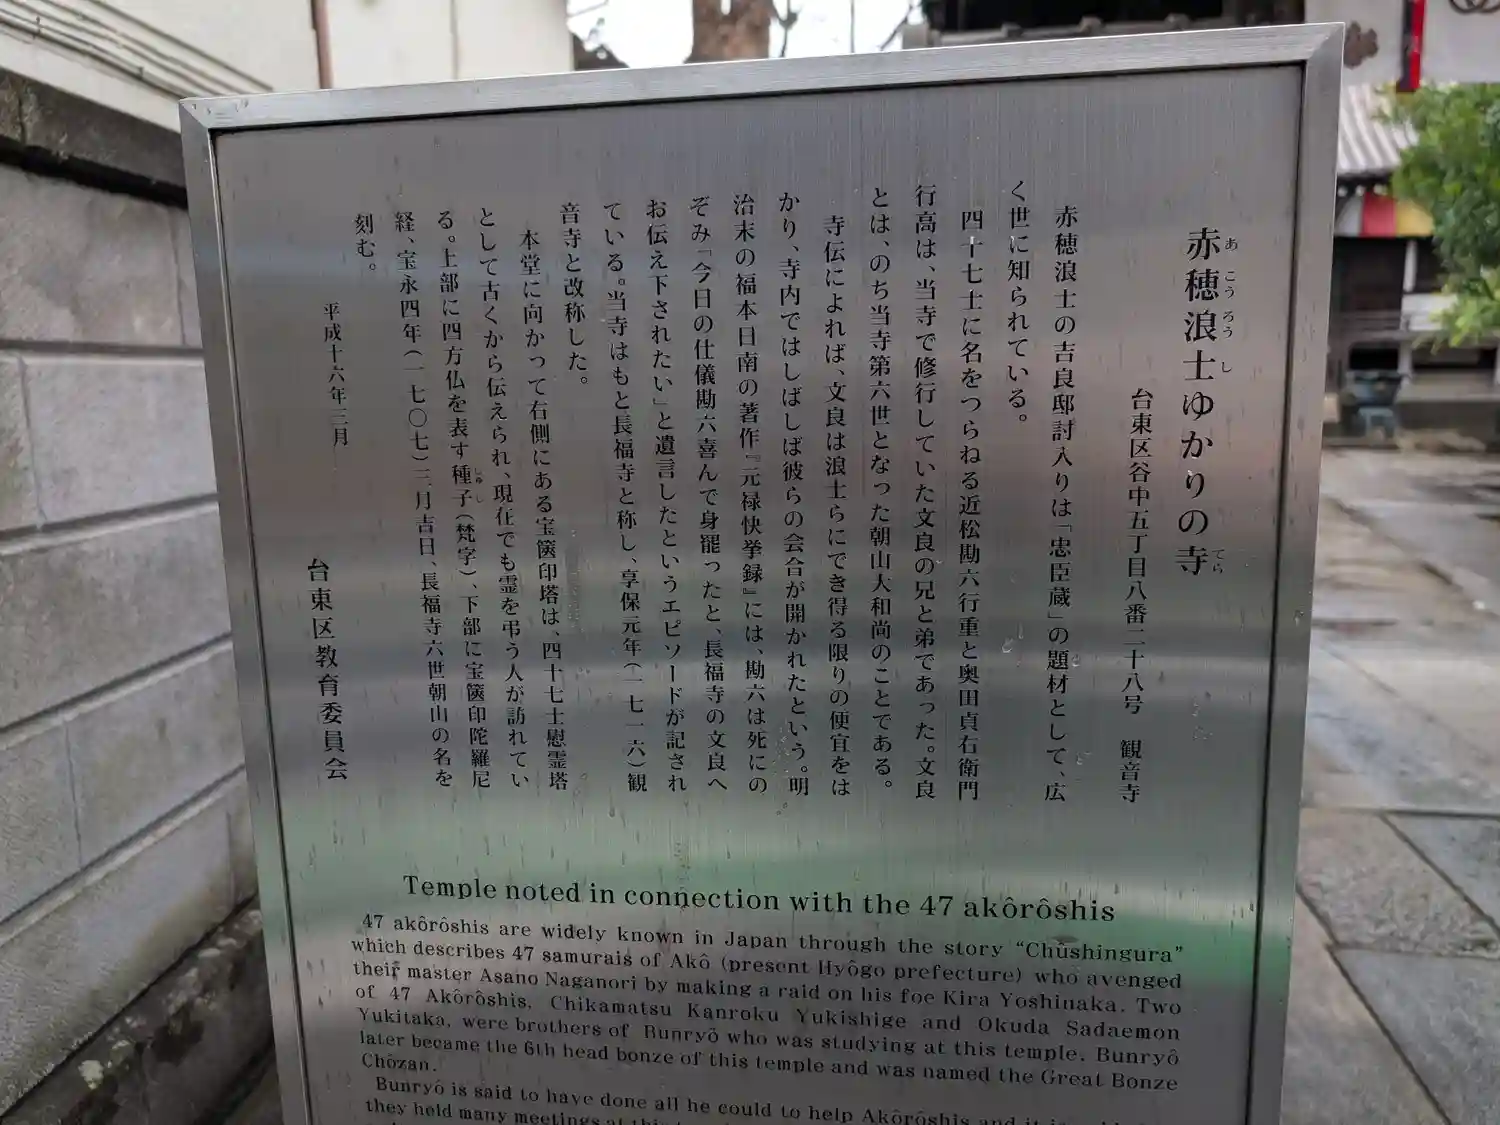 赤穂浪士ゆかりの寺
あ こうろう し
てら
台東区谷中五丁目八番二十八号 観音寺
赤穂浪士の吉良邸討入りは「忠臣蔵」の題材として、広
く世に知られている。
四十七士に名をつらねる近松勘六行重と奥田貞右衛門
行高は、当寺で修行していた文良の兄と弟であった。文良
とは、のち当寺第六世となった朝山大和尚のことである。
寺伝によれば、文良は浪士らにでき得る限りの便宜をは
かり、寺内ではしばしば彼らの会合が開かれたという。明
治末の福本日南の著作『元禄快挙録』には、勘六は死にの
ぞみ「今日の仕儀勘六喜んで身罷ったと、長福寺の文良へ
お伝え下されたい」と遺言したというエピソードが記され
ている。当寺はもと長福寺と称し、享保元年(一七一六)観
音寺と改称した。
本堂に向かって右側にある宝篋印塔は、四十七士慰霊塔
として古くから伝えられ、現在でも霊を弔う人が訪れてい
る。上部に四方仏を表す種子(梵字)、下部に宝篋印陀羅尼
しゅ し
経、宝永四年(一七〇七)三月吉日、長福寺六世朝山の名を
刻む。
平成十六年三月
台東区教育委員会
Temple noted in connection with the 47 akôrôshis
47 akôrôshis are widely known in Japan through the story “Chûshingura”
which describes 47 samurais of Akô (present Hyôgo prefecture) who avenged
their master Asano Naganori by making a raid on his foe Kira Yoshinaka. Two
of 47 Akôrôshis, Chikamatsu Kanroku Yukishige and Okuda Sadaemon
Yukitaka, were brothers of Bunryô who was studying at this temple. Bunryô
later became the 6th head bonze of this temple and was named the Great Bonze
Chôzan.
Bunryô is said to have done all he could to help Akôrôshis and it is
they held many meetings at